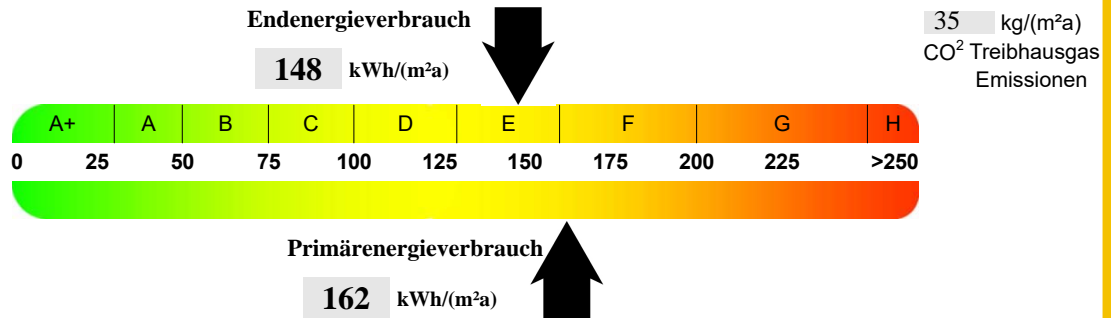 Endenergieverbrauch
148 kWh/(m²a)
35 kg/(m²a)
CO² Treibhausgas
Emissionen
A+ A B C D E F G H
0 25 50 75 100 125 150 175 200 225 >250
Primärenergieverbrauch
162 kWh/(m²a)